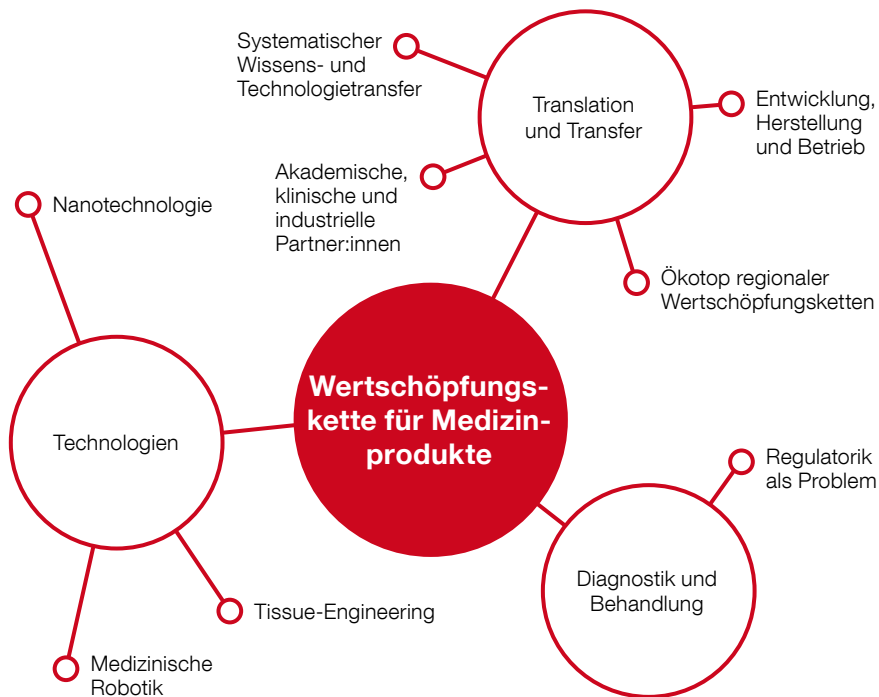 Systematischer
Wissens- und
Technologietransfer
Translation
und Transfer
Entwicklung,
Herstellung
und Betrieb
Akademische,
klinische und
industrielle
Partner:innen
Nanotechnologie
Ökotop regionaler
Wertschöpfungsketten
Wertschöpfungs-
kette für Medizin-
produkte
Technologien
Regulatorik
als Problem
Diagnostik und
Behandlung
Tissue-Engineering
Medizinische
Robotik